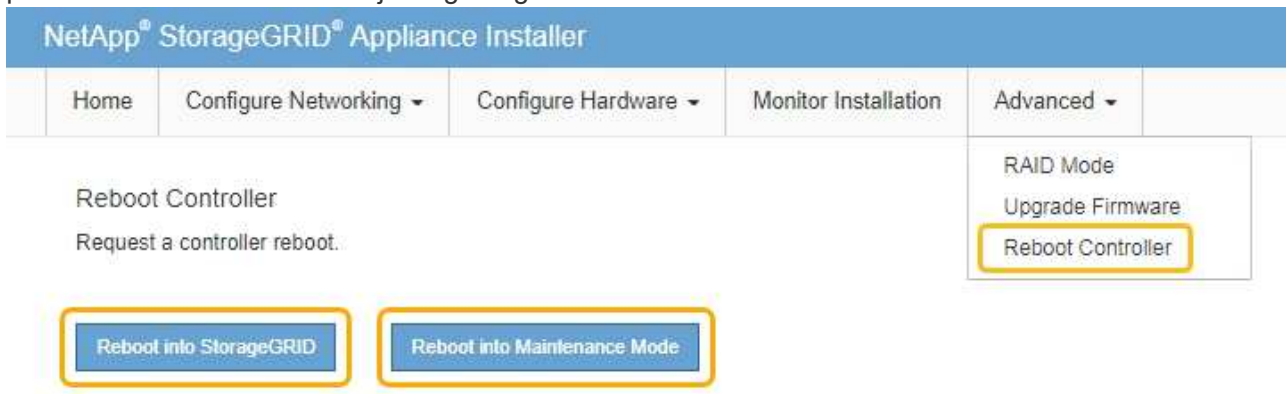 NetApp® StorageGRID® Appliance Installer
Home Configure Networking Configure Hardware Monitor Installation Advanced
RAID Mode
Upgrade Firmware
Reboot Controller
Reboot Controller
Request a controller reboot.
Reboot into StorageGRID Reboot into Maintenance Mode